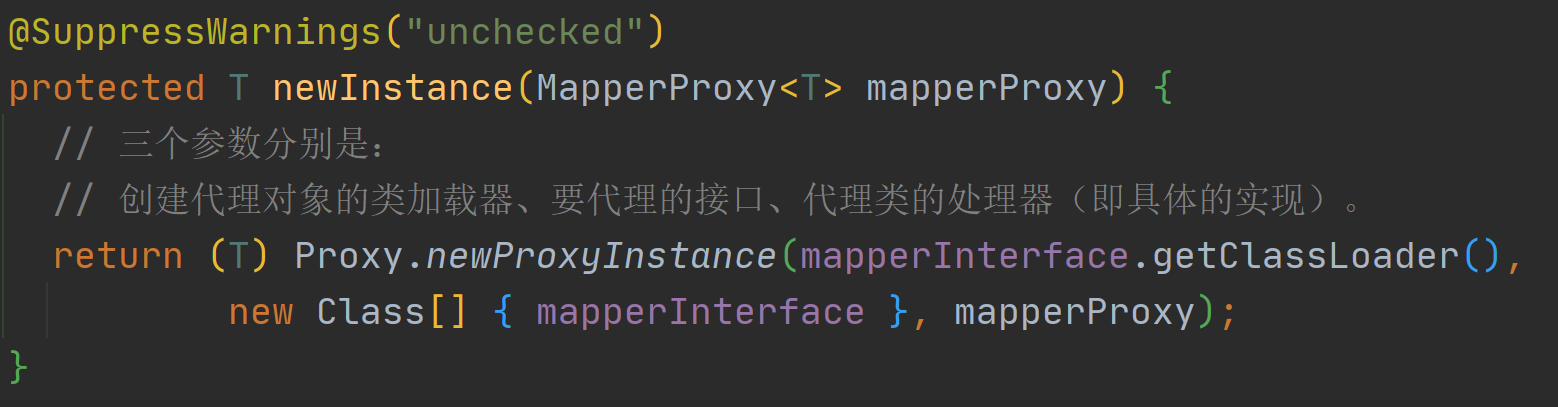 @SuppressWarnings("unchecked")
protected T newInstance(MapperProxy<T> mapperProxy) {
// 三个参数分别是：
// 创建代理对象的类加载器、要代理的接口、代理类的处理器（即具体的实现）。
return (T) Proxy.newProxyInstance(mapperInterface.getClassLoader(),
new Class[] { mapperInterface }, mapperProxy);
}